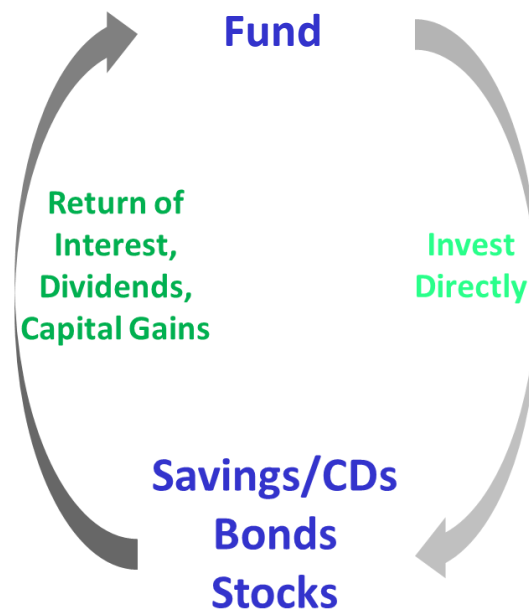 Fund
Return of
Interest,
Dividends,
Capital Gains
Invest
Directly
Savings/CDs
Bonds
Stocks